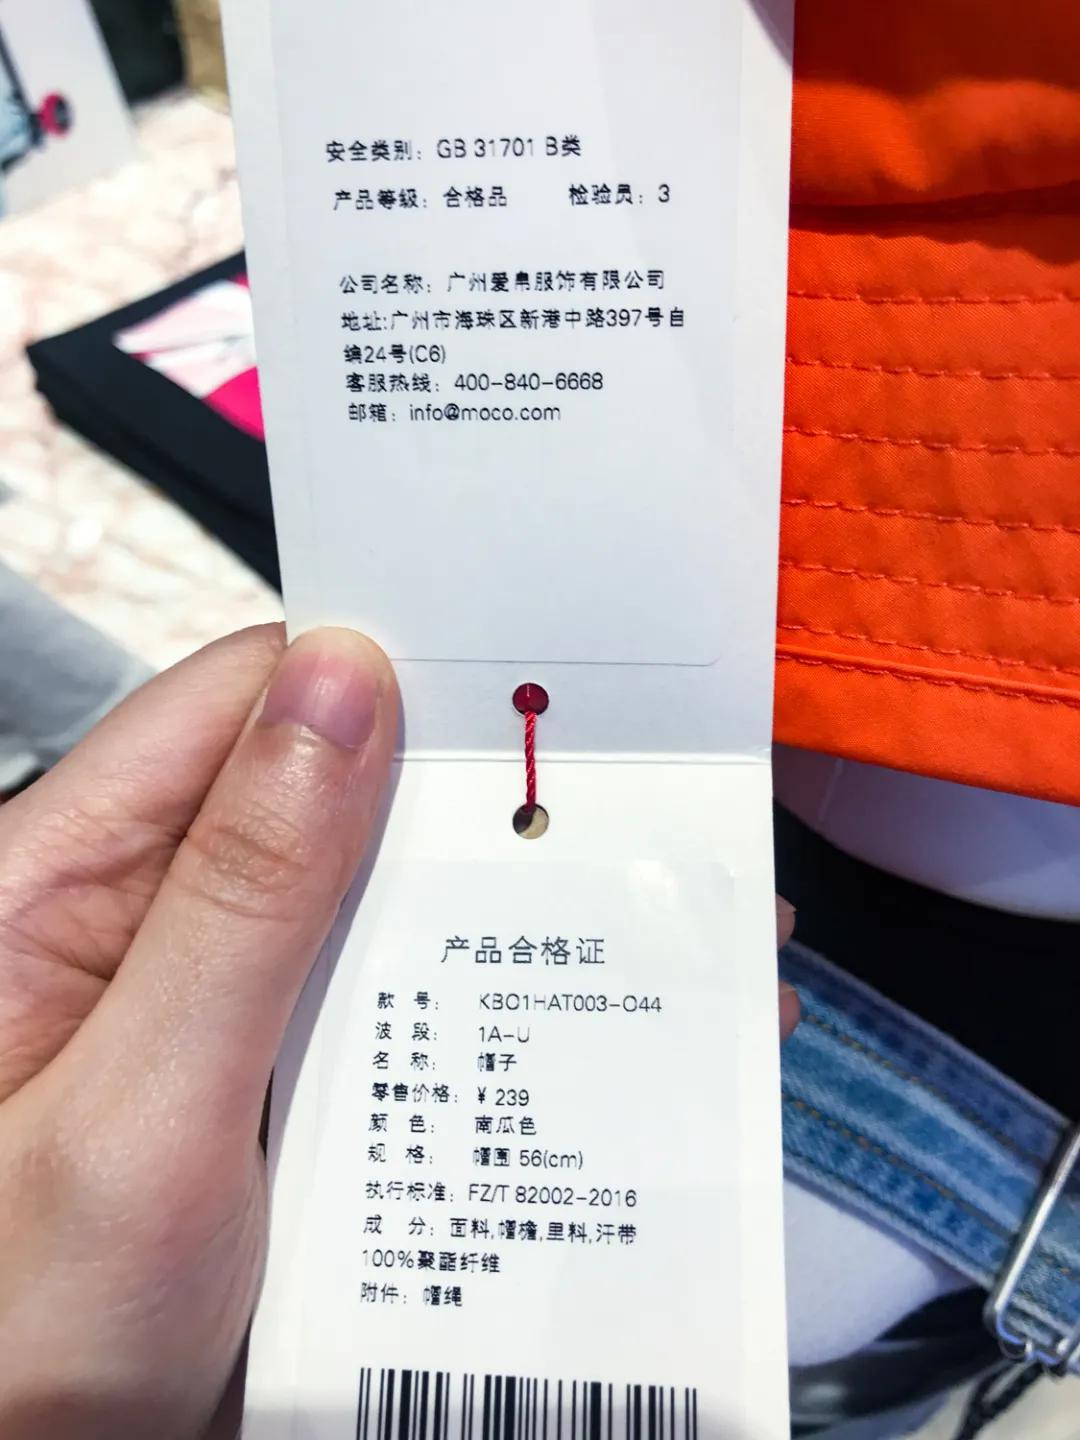 安全类别：GB 31701 B类
产品等级：合格品 检验员：3
公司名称：广州爱帛服饰有限公司
地址:广州市海珠区新港中路397号自
编24号(C6)
客服热线：400-840-6668
邮箱：info@moco.com
产品合格证
款 号： KBO1HAT003-O44
波 段： 1A-U
名 称： 帽子
零售价格：¥ 239
颜 色： 南瓜色
规 格： 帽围 56(cm)
执行标准：FZ/T 82002-2016
成 分：面料,帽檐,里料,汗带
100%聚酯纤维
附件：帽绳